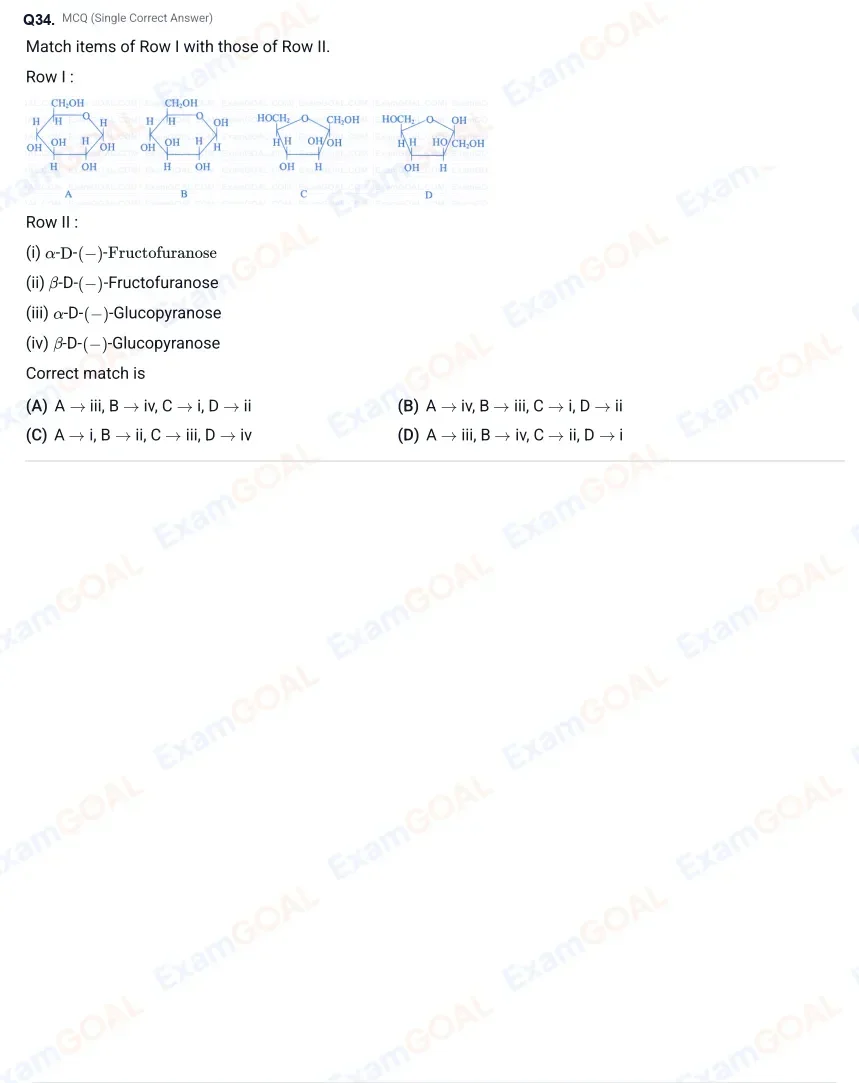 Q34. MCQ (Single Correct Answer)
Match items of Row I with those of Row II.
Row I :
CH₂OH CH₂OH HOCH₂ O CH₂OH HOCH₂ O OH
H H O H H H O OH
OH OH H OH OH OH H H H H OH OH H H HO CH₂OH
H OH H OH OH H OH H
A B C D
Row II :
(i) α-D-(−)-Fructofuranose
(ii) β-D-(−)-Fructofuranose
(iii) α-D-(−)-Glucopyranose
(iv) β-D-(−)-Glucopyranose
Correct match is
(A) A → iii, B → iv, C → i, D → ii
(B) A → iv, B → iii, C → i, D → ii
(C) A → i, B → ii, C → iii, D → iv
(D) A → iii, B → iv, C → ii, D → i
ExamGOAL